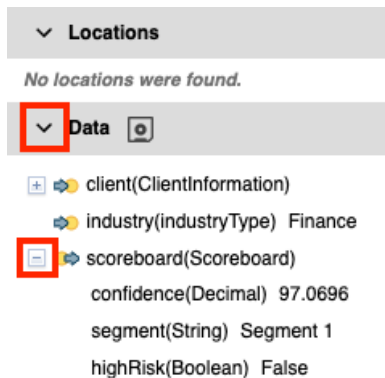 Locations
No locations were found.
Data
client(ClientInformation)
industry(industryType) Finance
scoreboard(Scoreboard)
confidence(Decimal) 97.0696
segment(String) Segment 1
highRisk(Boolean) False